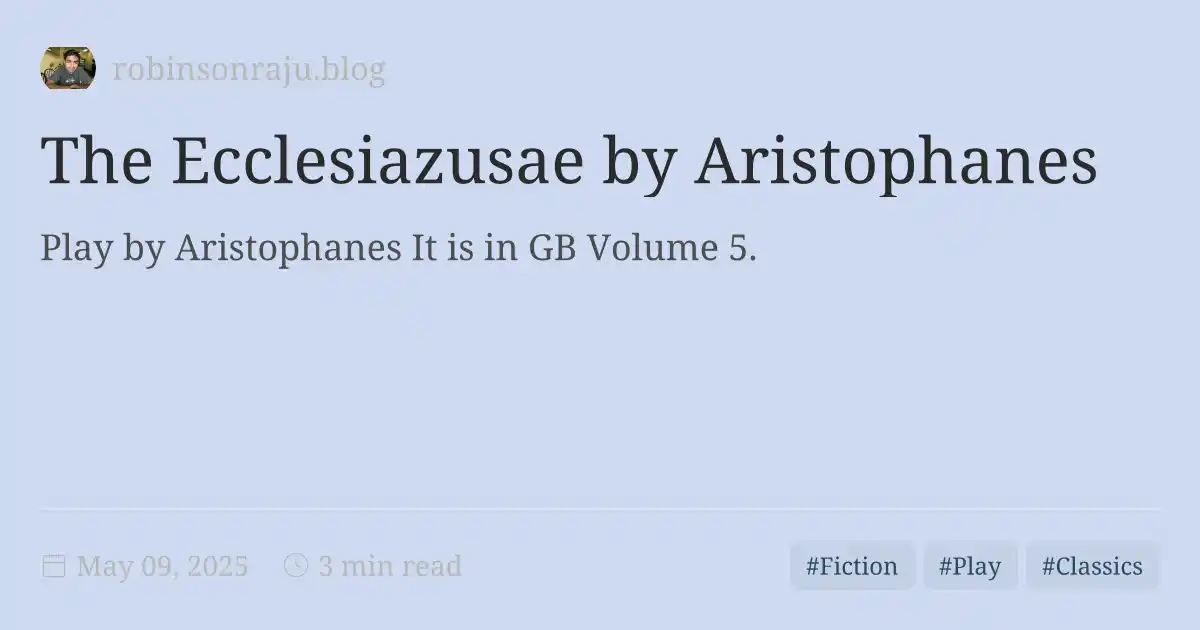 robinsonraju.blog
The Ecclesiazusae by Aristophanes
Play by Aristophanes It is in GB Volume 5.
May 09, 2025 3 min read #Fiction #Play #Classics